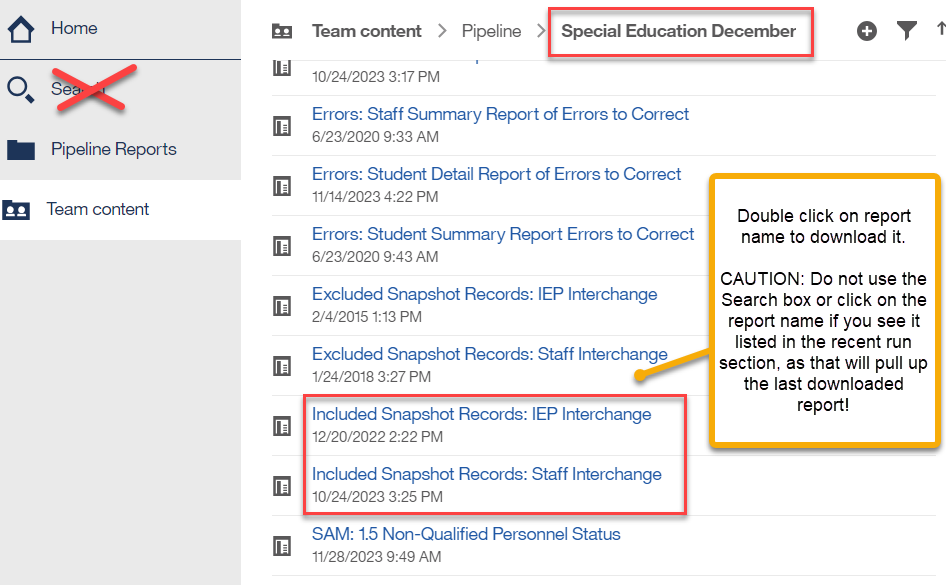 Home
Search
Pipeline Reports
Team content
Team content
Pipeline
Special Education December
10/24/2023 3:17 PM
Errors: Staff Summary Report of Errors to Correct
6/23/2020 9:33 AM
Errors: Student Detail Report of Errors to Correct
11/14/2023 4:22 PM
Errors: Student Summary Report Errors to Correct
6/23/2020 9:43 AM
Excluded Snapshot Records: IEP Interchange
2/4/2015 1:13 PM
Excluded Snapshot Records: Staff Interchange
1/24/2018 3:27 PM
Included Snapshot Records: IEP Interchange
12/20/2022 2:22 PM
Included Snapshot Records: Staff Interchange
10/24/2023 3:25 PM
SAM: 1.5 Non-Qualified Personnel Status
11/28/2023 9:49 AM
Double click on report
name to download it.
CAUTION: Do not use the
Search box or click on the
report name if you see it
listed in the recent run
section, as that will pull up
the last downloaded
report!